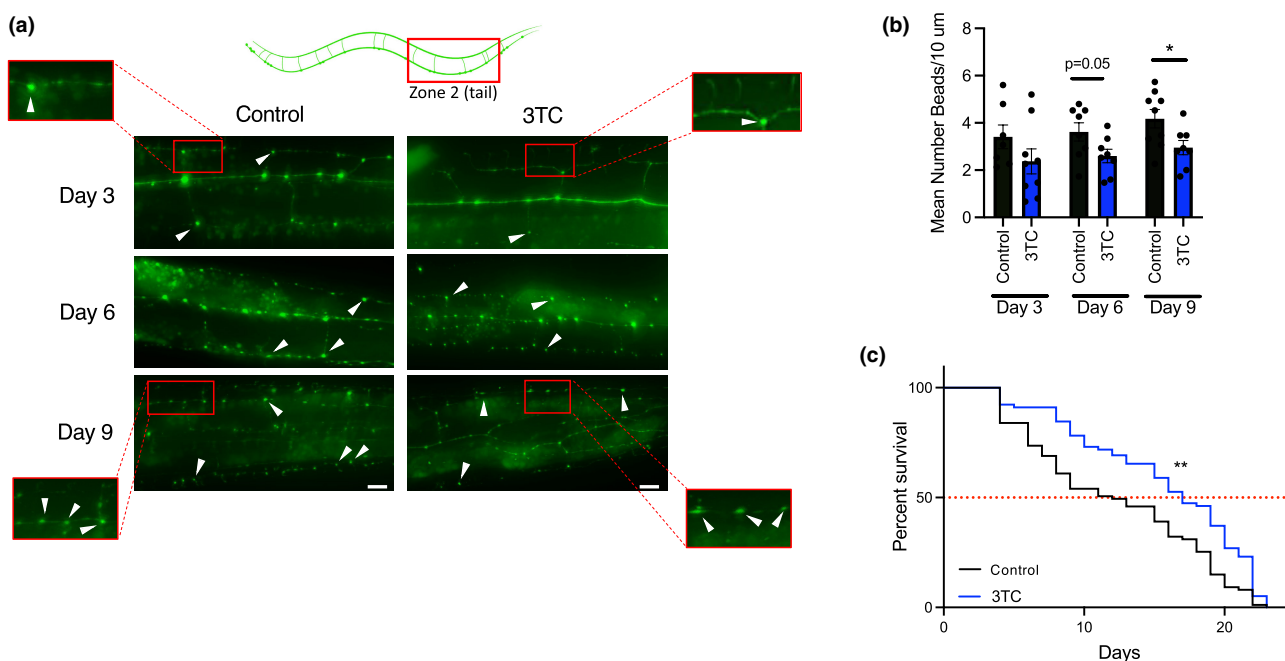 (a)
Zone 2 (tail)
Control
3TC
Day 3
Day 6
Day 9
(b)
Mean Number Beads/10 um
8
6
4
2
0
p=0.05
*
Control
3TC
Control
3TC
Control
3TC
Day 3
Day 6
Day 9
(c)
Percent survival
100
50
0
**
Control
3TC
0
10
20
Days